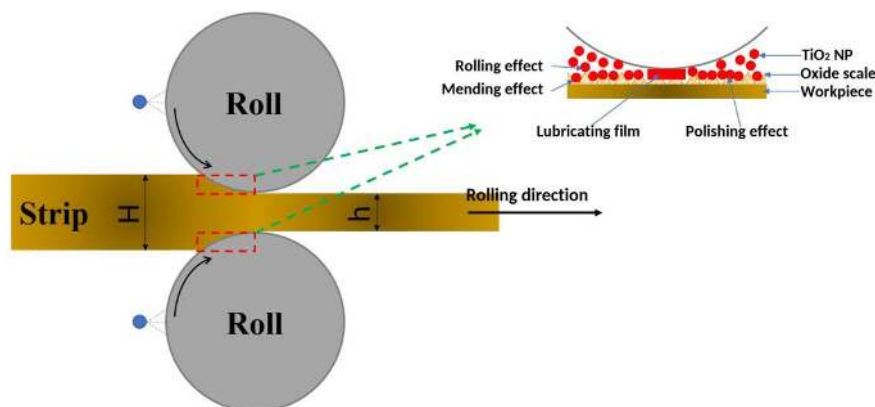 Roll
TiO₂ NP
Rolling effect
Oxide scale
Mending effect
Workpiece
Lubricating film
Polishing effect
Strip
H
h
Rolling direction
Roll